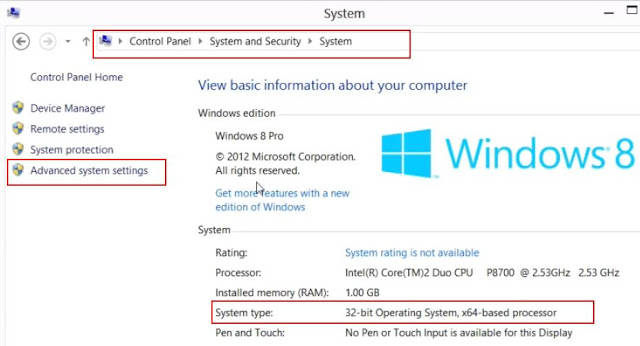 System
Control Panel System and Security System
Control Panel Home
Device Manager
Remote settings
System protection
Advanced system settings
View basic information about your computer
Windows edition
Windows 8 Pro
© 2012 Microsoft Corporation.
All rights reserved.
Get more features with a new
edition of Windows
Windows 8
System
Rating: System rating is not available
Processor: Intel(R) Core(TM)2 Duo CPU P8700 @ 2.53GHz 2.53 GHz
Installed memory (RAM): 1.00 GB
System type: 32-bit Operating System, x64-based processor
Pen and Touch: No Pen or Touch Input is available for this Display